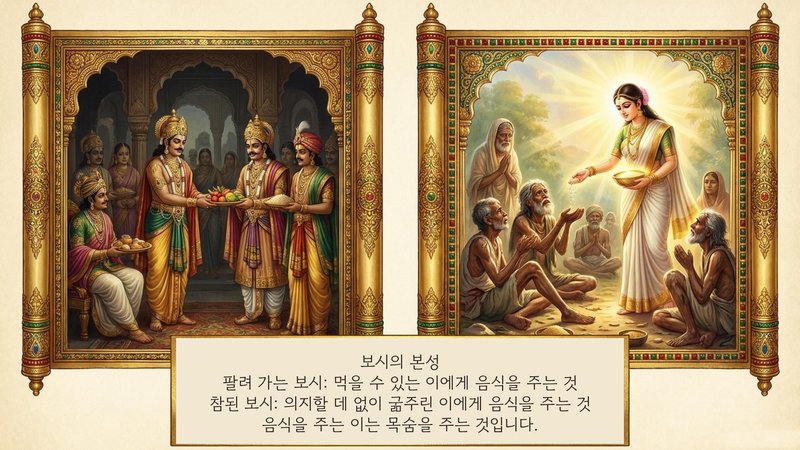 보시의 본성
팔려 가는 보시: 먹을 수 있는 이에게 음식을 주는 것
참된 보시: 의지할 데 없이 굶주린 이에게 음식을 주는 것
음식을 주는 이는 목숨을 주는 것입니다.